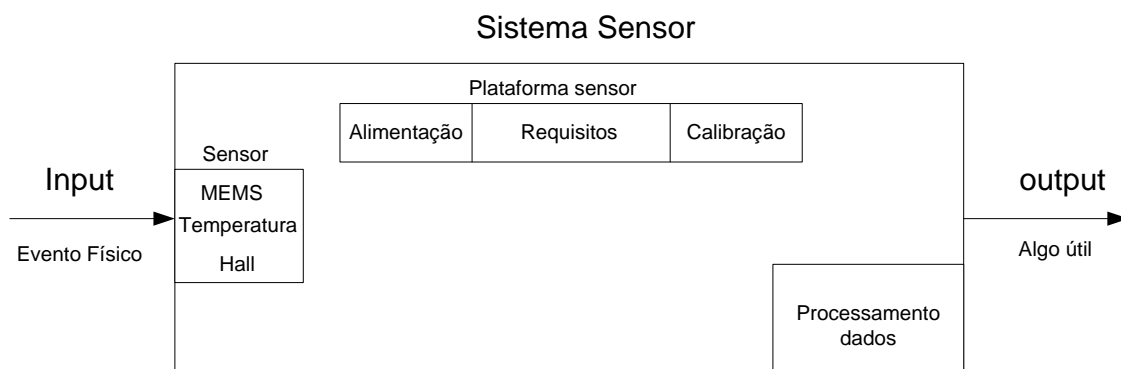 Sistema Sensor
Plataforma sensor
Alimentação Requisitos Calibração
Sensor
MEMS
Temperatura
Hall
Input
Evento Físico
output
Algo útil
Processamento
dados